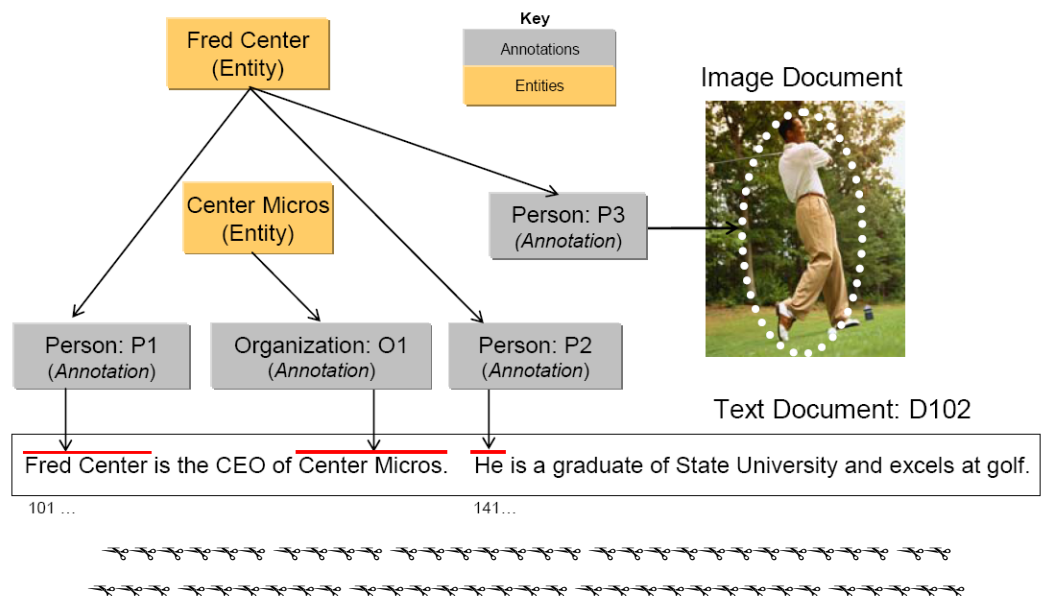 Key
Annotations
Entities
Fred Center
(Entity)
Image Document
Center Micros
(Entity)
Person: P3
(Annotation)
Person: P1
(Annotation)
Organization: O1
(Annotation)
Person: P2
(Annotation)
Text Document: D102
Fred Center is the CEO of Center Micros. He is a graduate of State University and excels at golf.
101 ...
141...